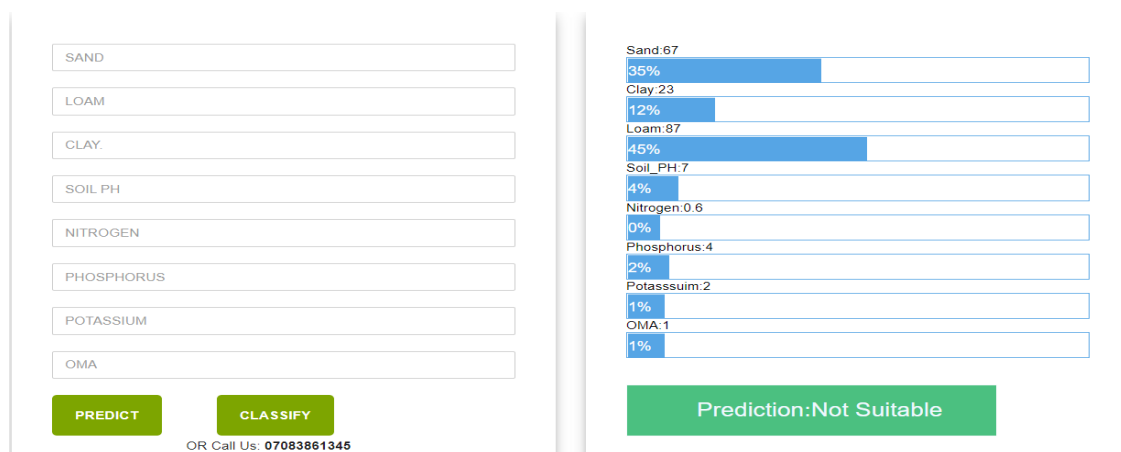 SAND
LOAM
CLAY.
SOIL PH
NITROGEN
PHOSPHORUS
POTASSIUM
OMA
PREDICT CLASSIFY
OR Call Us: 07083861345
Sand:67
35%
Clay:23
12%
Loam:87
45%
Soil_PH:7
4%
Nitrogen:0.6
0%
Phosphorus:4
2%
Potasssuim:2
1%
OMA:1
1%
Prediction:Not Suitable